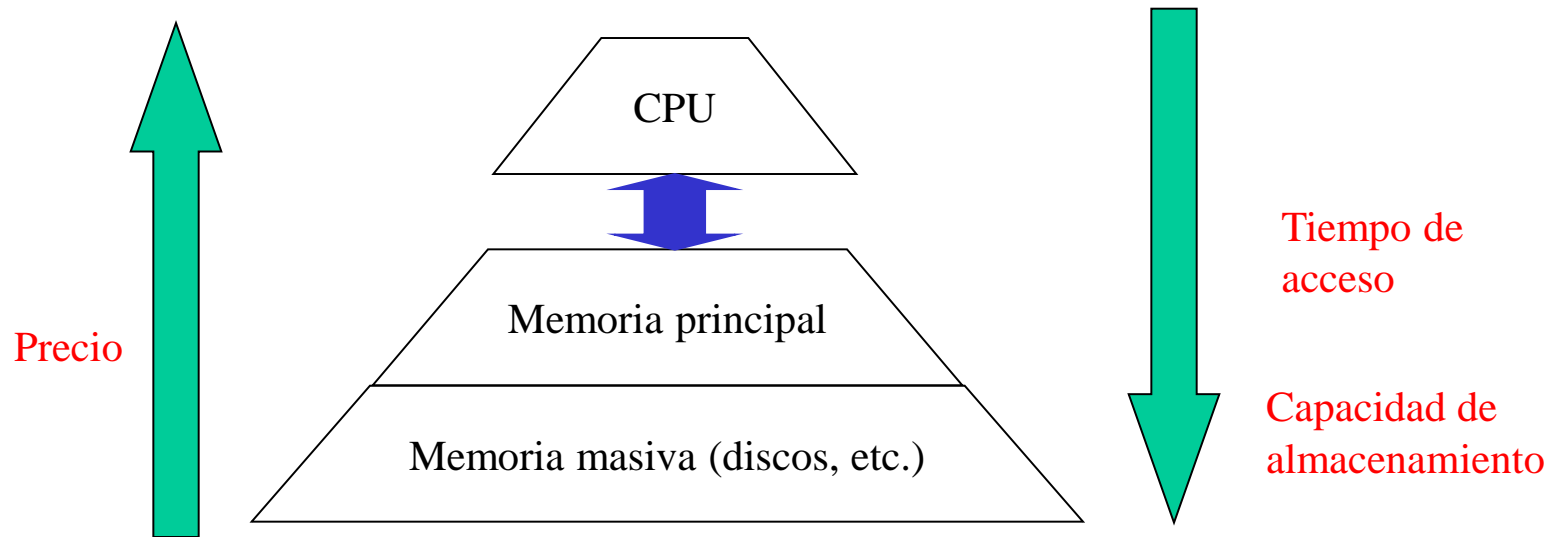 CPU
Tiempo de
acceso
Memoria principal
Precio
Capacidad de
almacenamiento
Memoria masiva (discos, etc.)